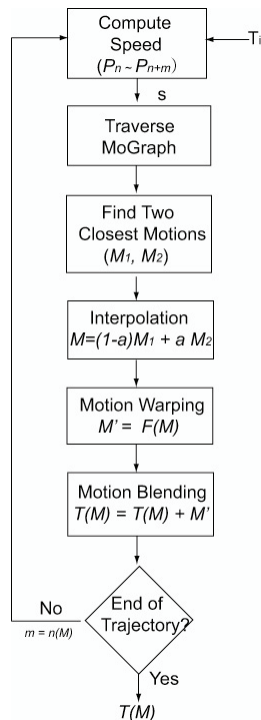 Compute
Speed
(Pn ~ Pn+m)
Ti
s
Traverse
MoGraph
Find Two
Closest Motions
(M1, M2)
Interpolation
M=(1-a)M1 + a M2
Motion Warping
M' = F(M)
Motion Blending
T(M) = T(M) + M'
End of
Trajectory?
No
m = n(M)
Yes
T(M)